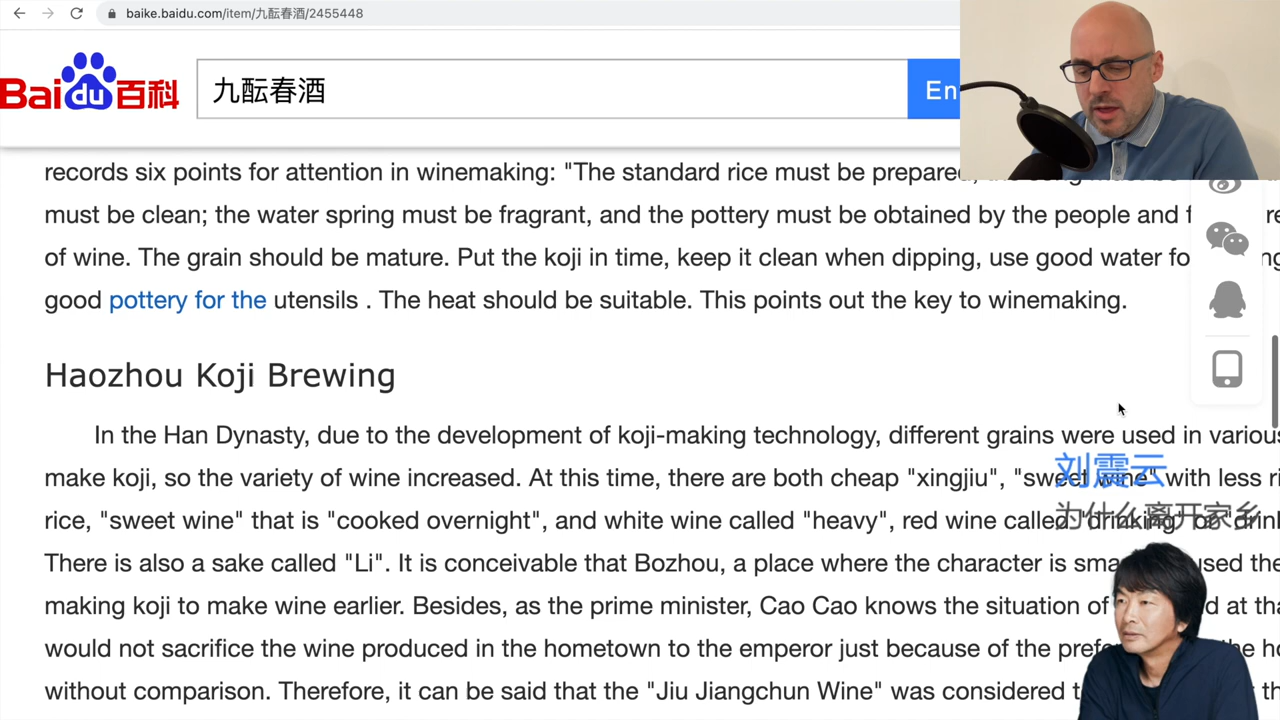 baike.baidu.com/item/九酝春酒/2455448
Baidu百科
九酝春酒
En
records six points for attention in winemaking: "The standard rice must be prepared,
must be clean; the water spring must be fragrant, and the pottery must be obtained by the people and
of wine. The grain should be mature. Put the koji in time, keep it clean when dipping, use good water
good pottery for the utensils . The heat should be suitable. This points out the key to winemaking.
Haozhou Koji Brewing
In the Han Dynasty, due to the development of koji-making technology, different grains were used in various
make koji, so the variety of wine increased. At this time, there are both cheap "xingjiu", "sweet wine" with less
刘震云
rice, "sweet wine" that is "cooked overnight", and white wine called "heavy", red wine called "drinking" or
为什么离开家乡
There is also a sake called "Li". It is conceivable that Bozhou, a place where the character is used
making koji to make wine earlier. Besides, as the prime minister, Cao Cao knows the situation of at
would not sacrifice the wine produced in the hometown to the emperor just because of the
without comparison. Therefore, it can be said that the "Jiu Jiangchun Wine" was considered